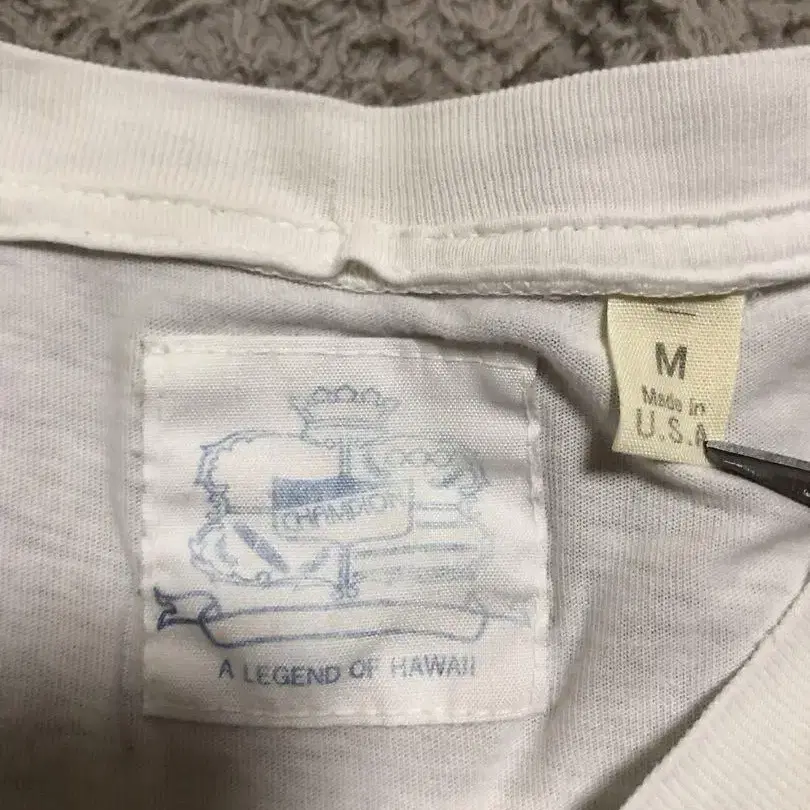 CHAMPION
A LEGEND OF HAWAII
M
Made in
U.S.A